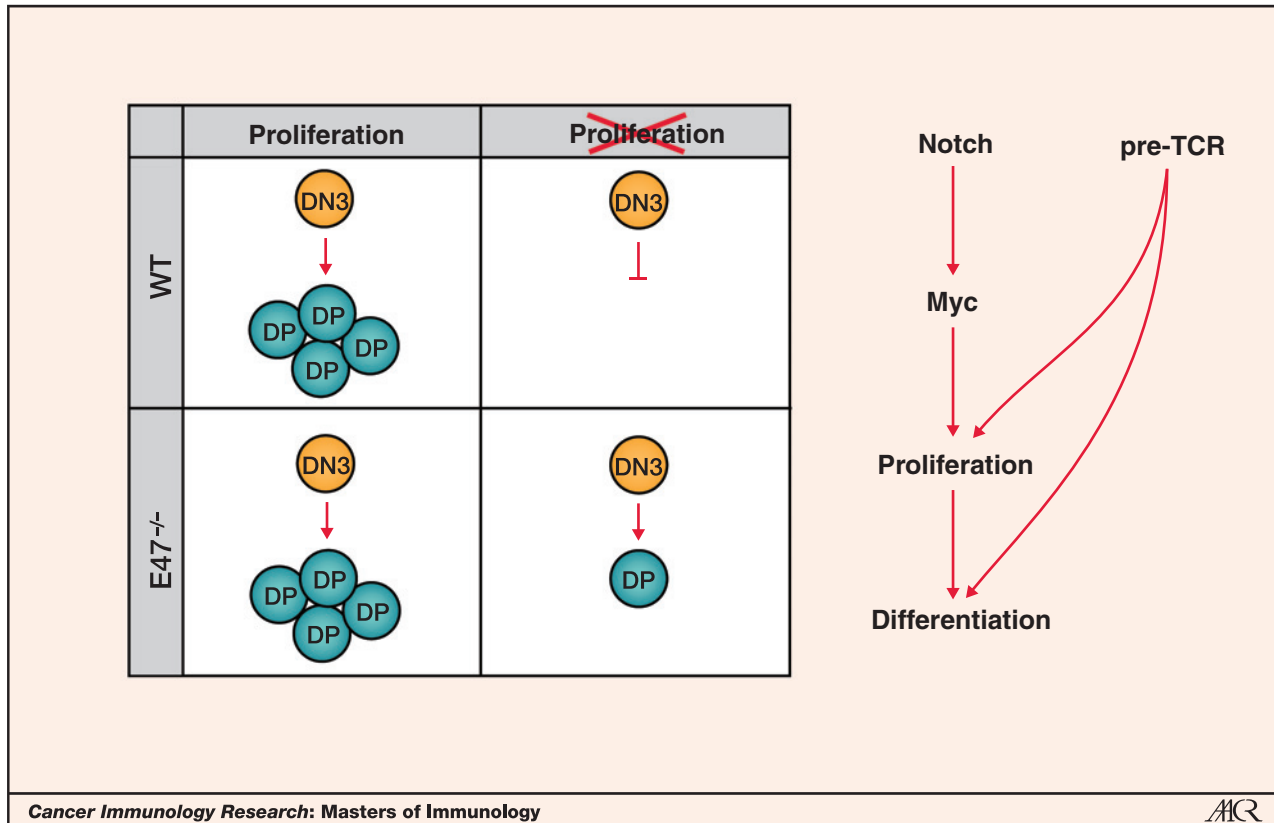 Proliferation
Proliferation
Notch
pre-TCR
WT
DN3
DN3
DP
DP
DP
DP
Myc
E47-/-
DN3
DN3
DP
DP
DP
DP
DP
Proliferation
Differentiation
Cancer Immunology Research: Masters of Immunology
AACR